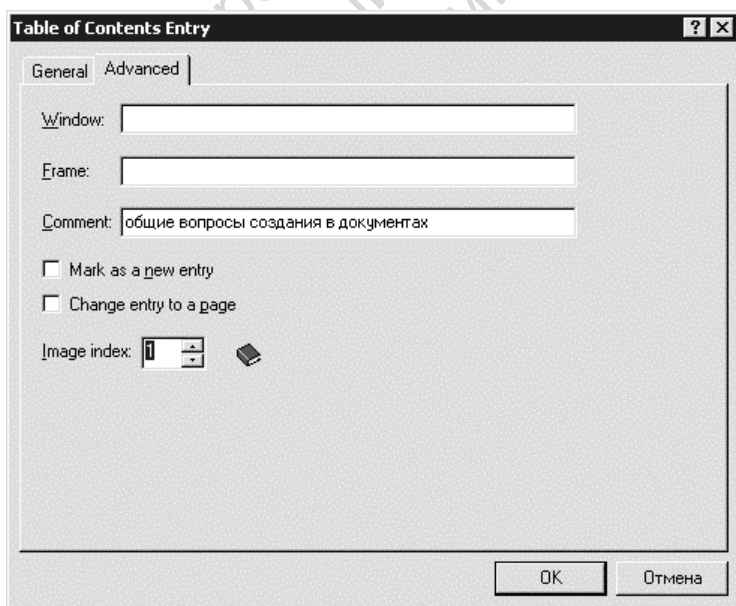 Table of Contents Entry
General Advanced
Window:
Frame:
Comment: общие вопросы создания в документах
Mark as a new entry
Change entry to a page
Image index: 1
OK Отмена